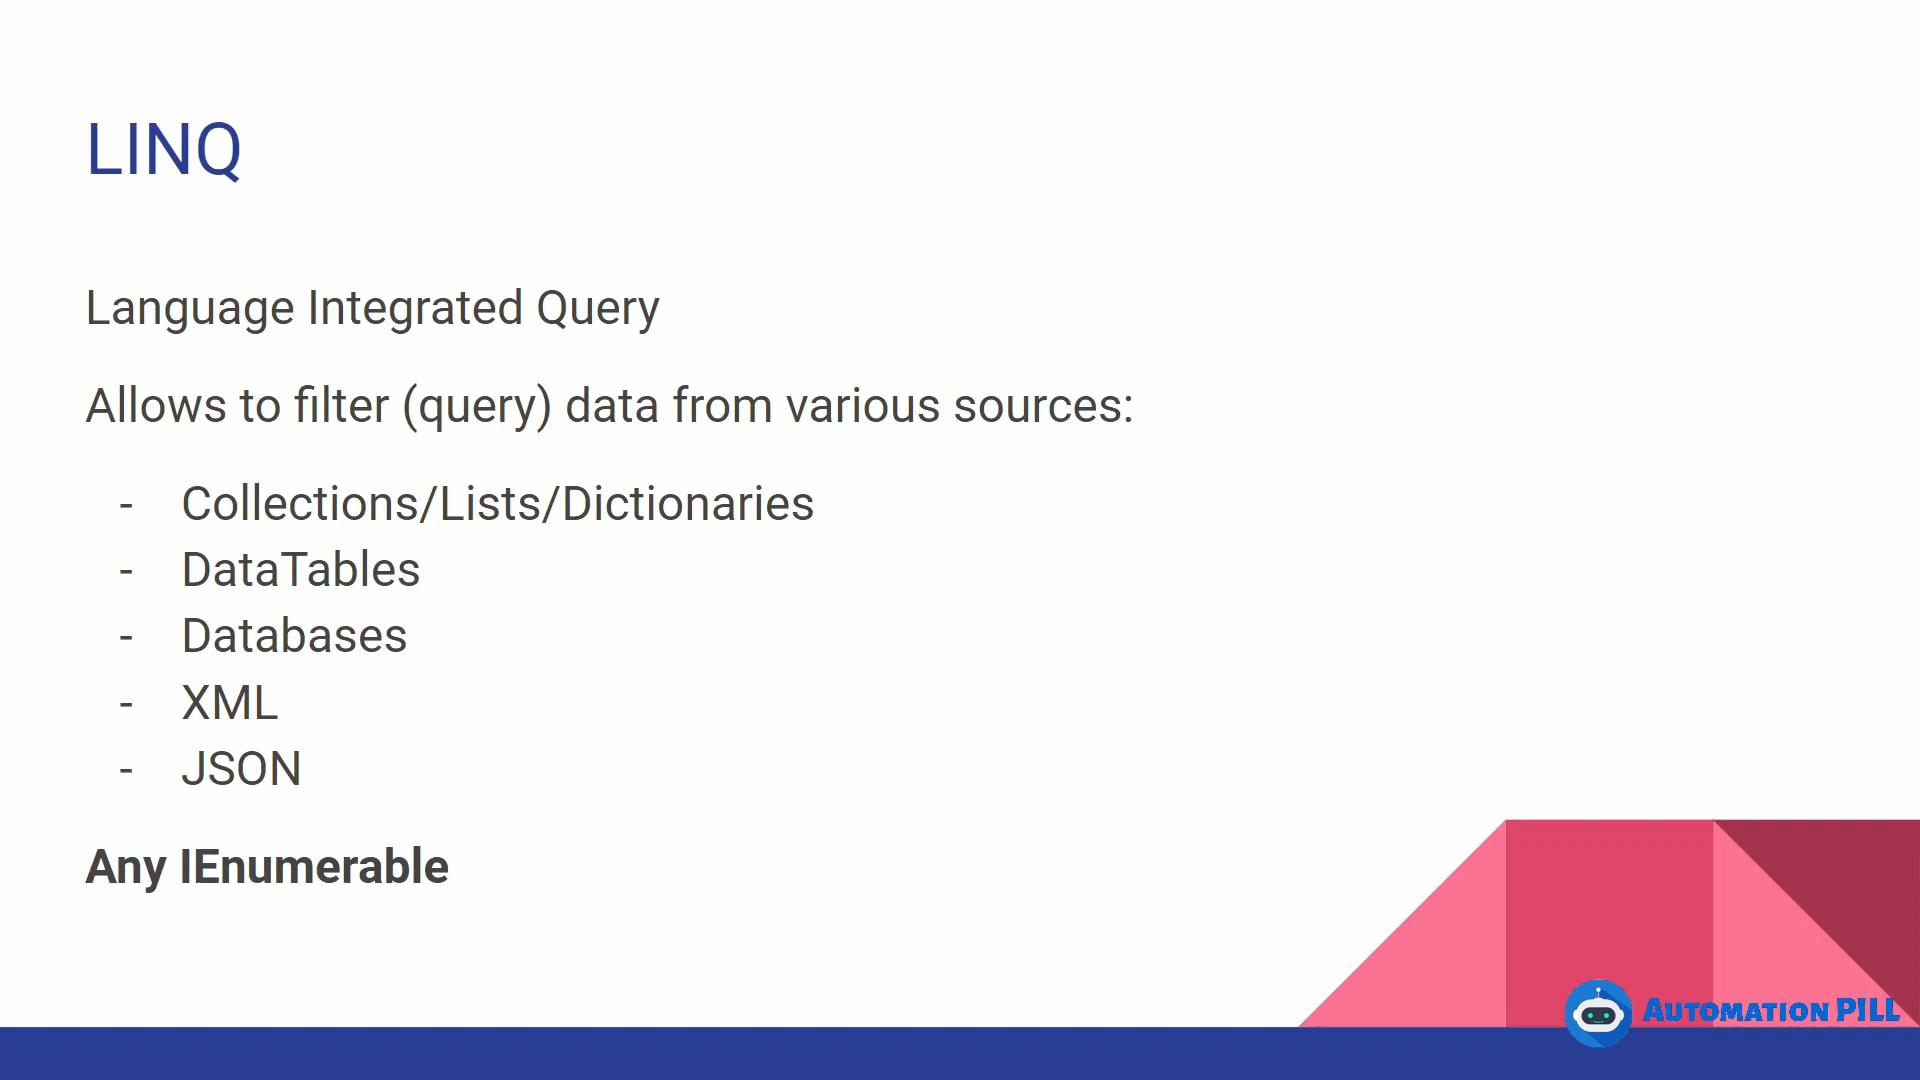 LINQ
Language Integrated Query
Allows to filter (query) data from various sources:
- Collections/Lists/Dictionaries
- DataTables
- Databases
- XML
- JSON
Any IEnumerable
AUTOMATION PILL